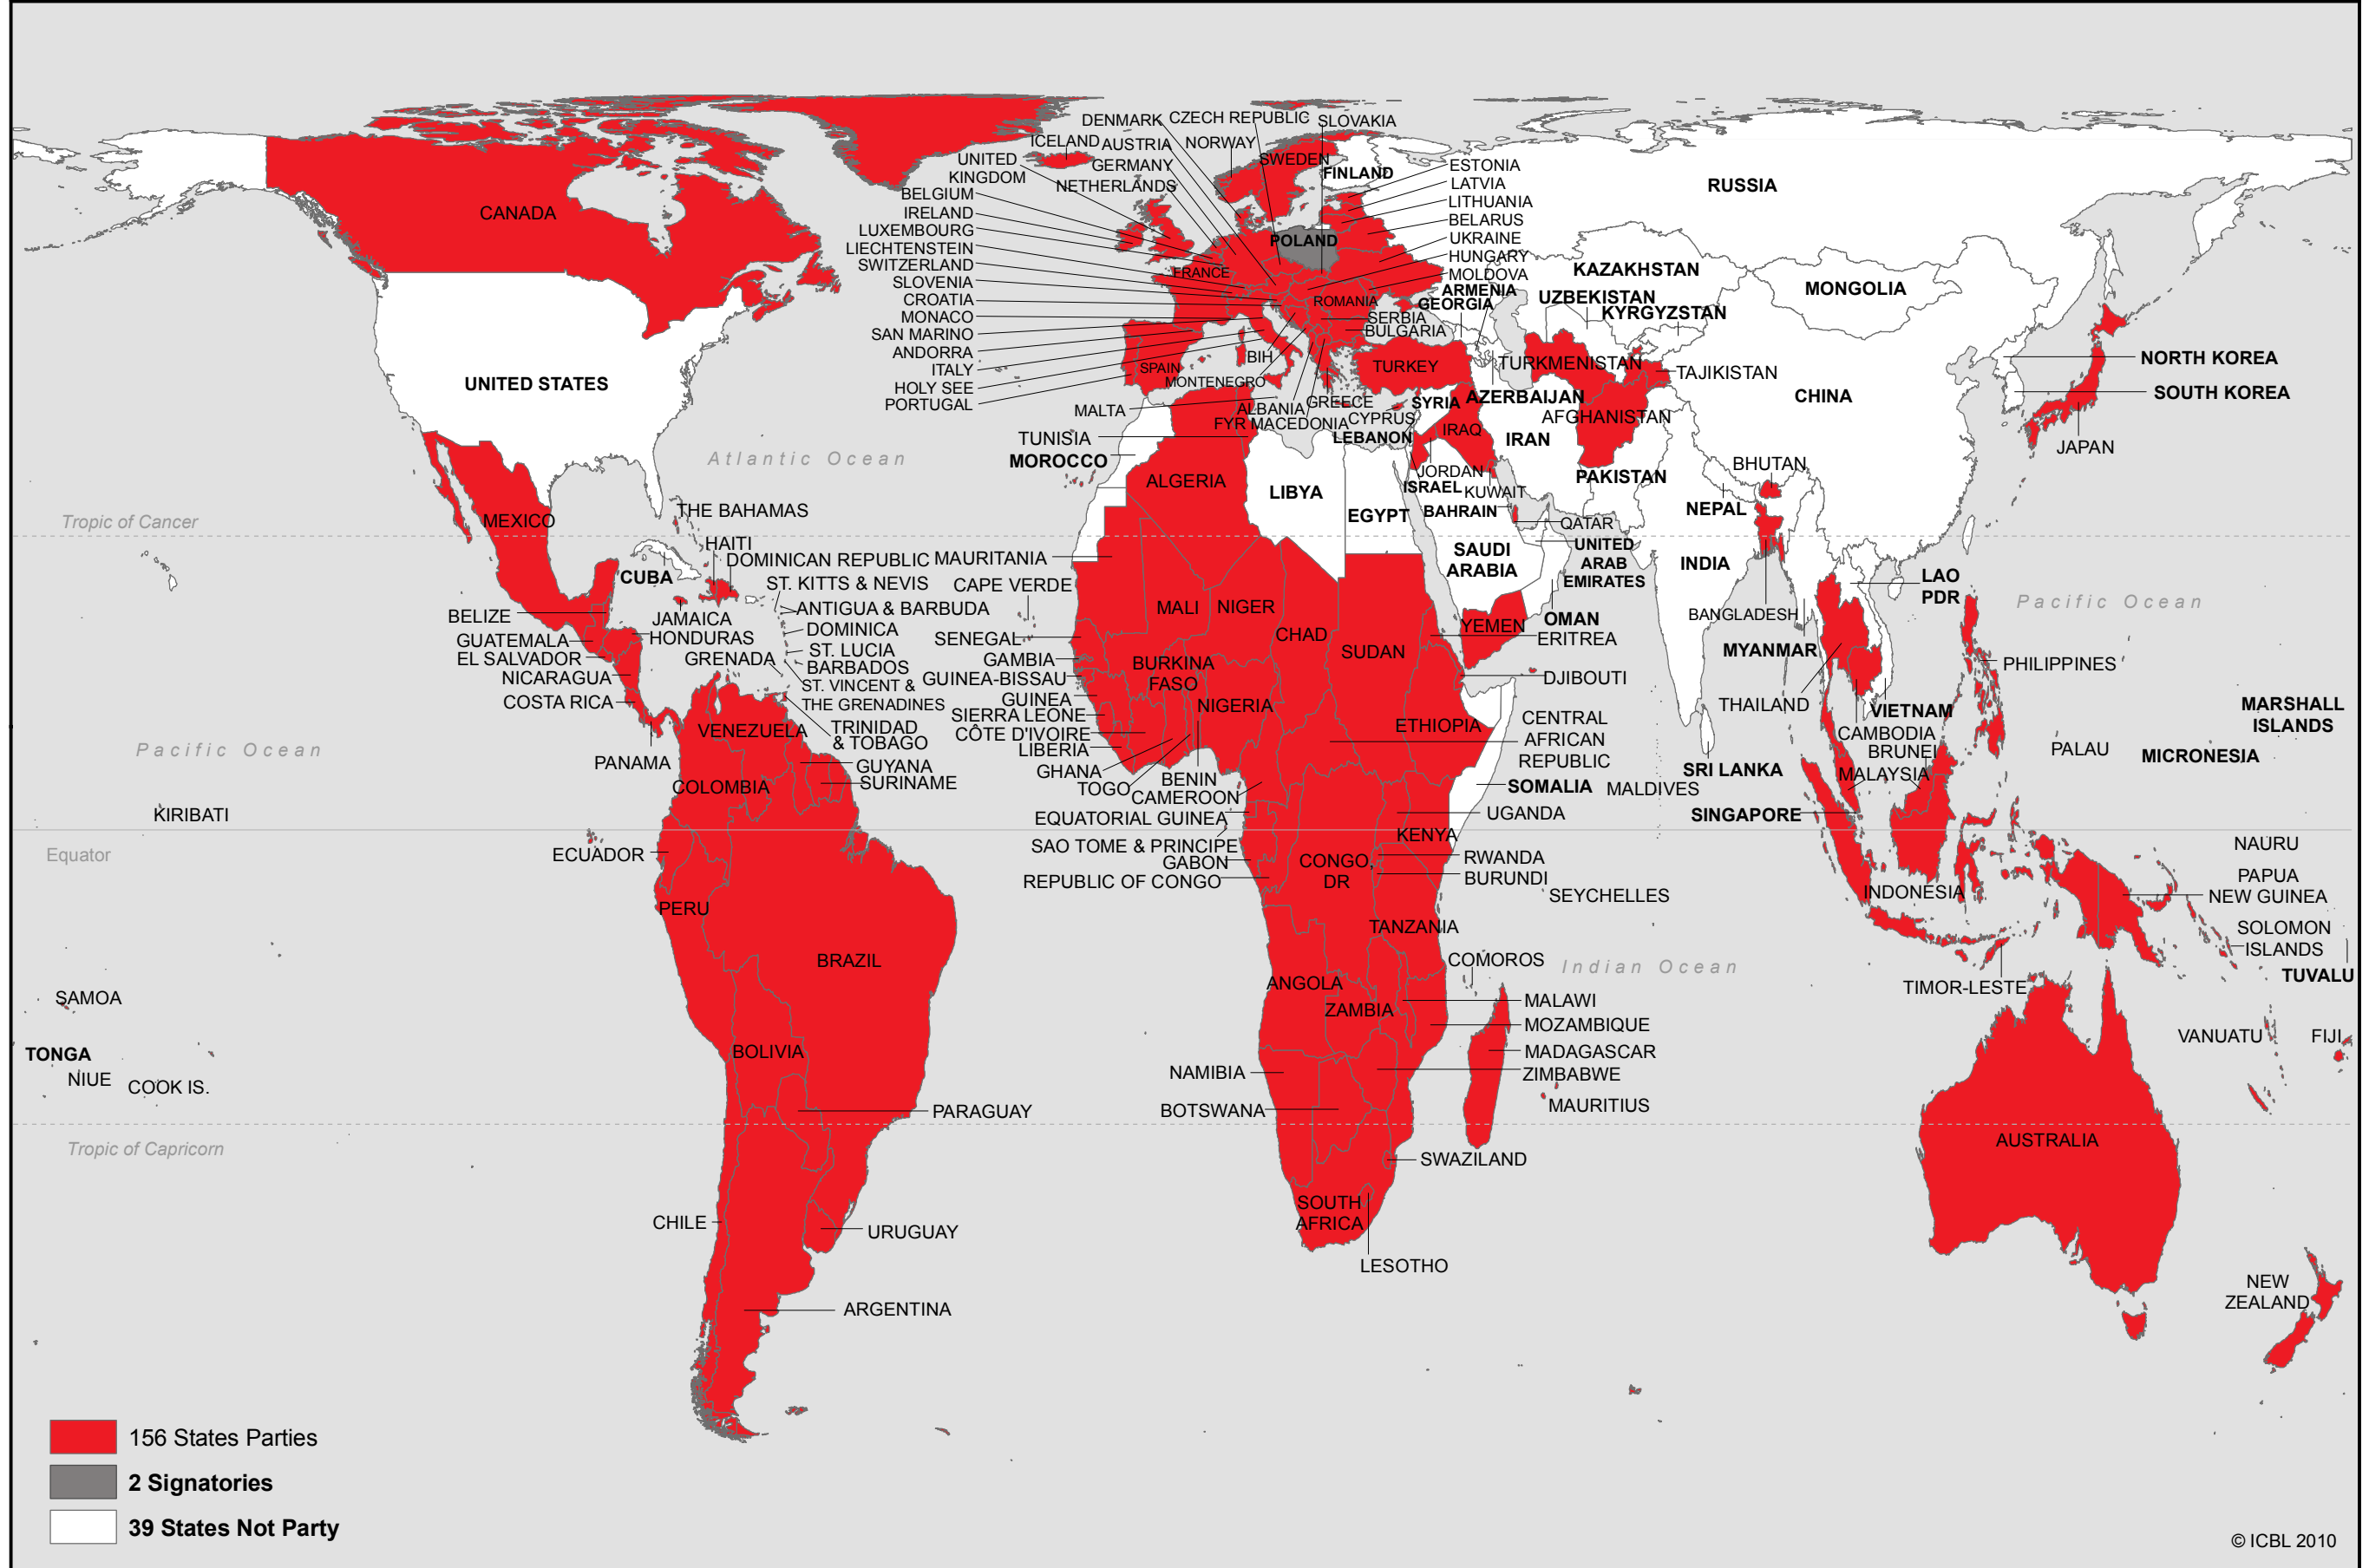 DENMARK
CZECH REPUBLIC
SLOVAKIA
ICELAND
AUSTRIA
NORWAY
SWEDEN
FINLAND
UNITED
KINGDOM
GERMANY
NETHERLANDS
BELGIUM
IRELAND
LUXEMBOURG
LIECHTENSTEIN
SWITZERLAND
SLOVENIA
CROATIA
MONACO
SAN MARINO
ANDORRA
ITALY
HOLY SEE
PORTUGAL
ESTONIA
LATVIA
LITHUANIA
BELARUS
UKRAINE
HUNGARY
MOLDOVA
ARMENIA
GEORGIA
POLAND
FRANCE
ROMANIA
SERBIA
BULGARIA
BIH
SPAIN
MONTENEGRO
TURKEY
MALTA
ALBANIA
GREECE
FYR MACEDONIA
CYPRUS
SYRIA
AZERBAIJAN
LEBANON
TUNISIA
MOROCCO
CANADA
UNITED STATES
RUSSIA
KAZAKHSTAN
UZBEKISTAN
KYRGYZSTAN
MONGOLIA
TURKMENISTAN
TAJIKISTAN
NORTH KOREA
SOUTH KOREA
CHINA
AFGHANISTAN
IRAQ
IRAN
JAPAN
Atlantic Ocean
JORDAN
ISRAEL
KUWAIT
PAKISTAN
BHUTAN
ALGERIA
LIBYA
EGYPT
BAHRAIN
QATAR
NEPAL
Tropic of Cancer
MEXICO
THE BAHAMAS
HAITI
DOMINICAN REPUBLIC
MAURITANIA
CUBA
ST. KITTS & NEVIS
CAPE VERDE
SAUDI
ARABIA
UNITED
ARAB
EMIRATES
INDIA
LAO
PDR
Pacific Ocean
BELIZE
JAMAICA
ANTIGUA & BARBUDA
GUATEMALA
HONDURAS
DOMINICA
EL SALVADOR
GRENADA
ST. LUCIA
BARBADOS
NICARAGUA
ST. VINCENT &
THE GRENADINES
COSTA RICA
TRINIDAD
& TOBAGO
PANAMA
VENEZUELA
GUYANA
COLOMBIA
SURINAME
SENEGAL
GAMBIA
GUINEA-BISSAU
GUINEA
SIERRA LEONE
CÔTE D'IVOIRE
LIBERIA
GHANA
TOGO
BENIN
CAMEROON
EQUATORIAL GUINEA
SAO TOME & PRINCIPE
GABON
REPUBLIC OF CONGO
MALI
NIGER
CHAD
SUDAN
BURKINA
FASO
NIGERIA
ETHIOPIA
YEMEN
OMAN
ERITREA
DJIBOUTI
CENTRAL
AFRICAN
REPUBLIC
SOMALIA
MALDIVES
UGANDA
KENYA
CONGO,
DR
RWANDA
BURUNDI
SEYCHELLES
TANZANIA
BANGLADESH
MYANMAR
PHILIPPINES
THAILAND
VIETNAM
CAMBODIA
BRUNEI
MALAYSIA
SRI LANKA
SINGAPORE
PALAU
MARSHALL
ISLANDS
MICRONESIA
Pacific Ocean
KIRIBATI
Equator
ECUADOR
PERU
BRAZIL
NAURU
PAPUA
NEW GUINEA
INDONESIA
SOLOMON
ISLANDS
TIMOR-LESTE
TUVALU
Indian Ocean
COMOROS
ANGOLA
ZAMBIA
MALAWI
MOZAMBIQUE
MADAGASCAR
ZIMBABWE
NAMIBIA
BOTSWANA
MAURITIUS
SWAZILAND
SOUTH
AFRICA
LESOTHO
SAMOA
TONGA
NIUE
COOK IS.
BOLIVIA
PARAGUAY
VANUATU
FIJI
AUSTRALIA
Tropic of Capricorn
CHILE
URUGUAY
ARGENTINA
NEW
ZEALAND
156 States Parties
2 Signatories
39 States Not Party
© ICBL 2010